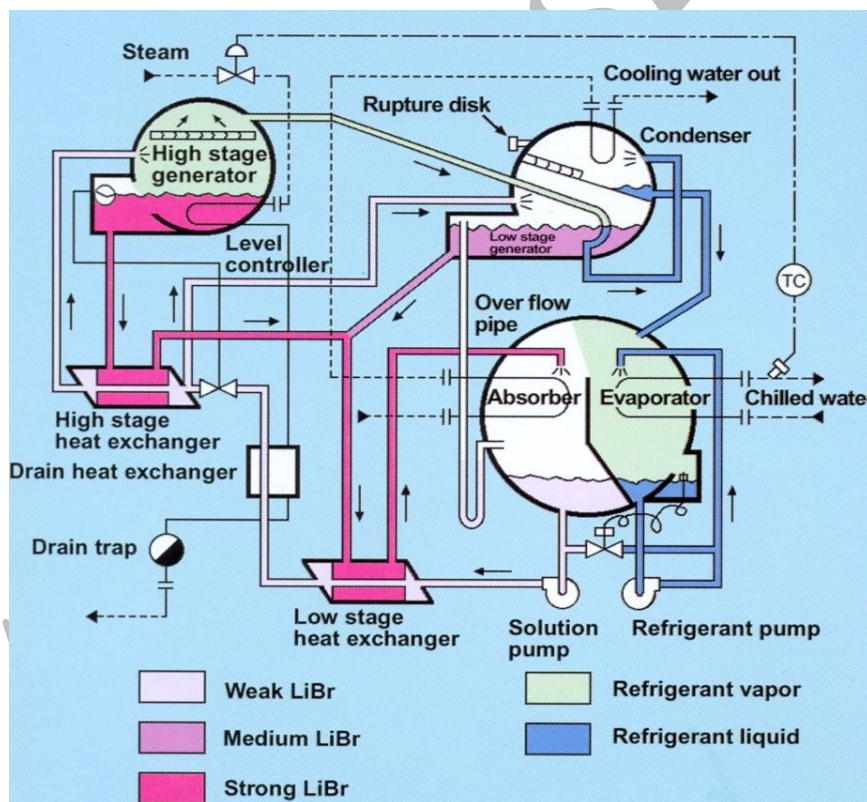 Steam
Cooling water out
Rupture disk
Condenser
High stage
generator
Low stage
generator
Level
controller
TC
Over flow
pipe
Absorber
Evaporator
Chilled water
High stage
heat exchanger
Drain heat exchanger
Drain trap
Low stage
heat exchanger
Solution
pump
Refrigerant pump
Weak LiBr
Refrigerant vapor
Medium LiBr
Refrigerant liquid
Strong LiBr